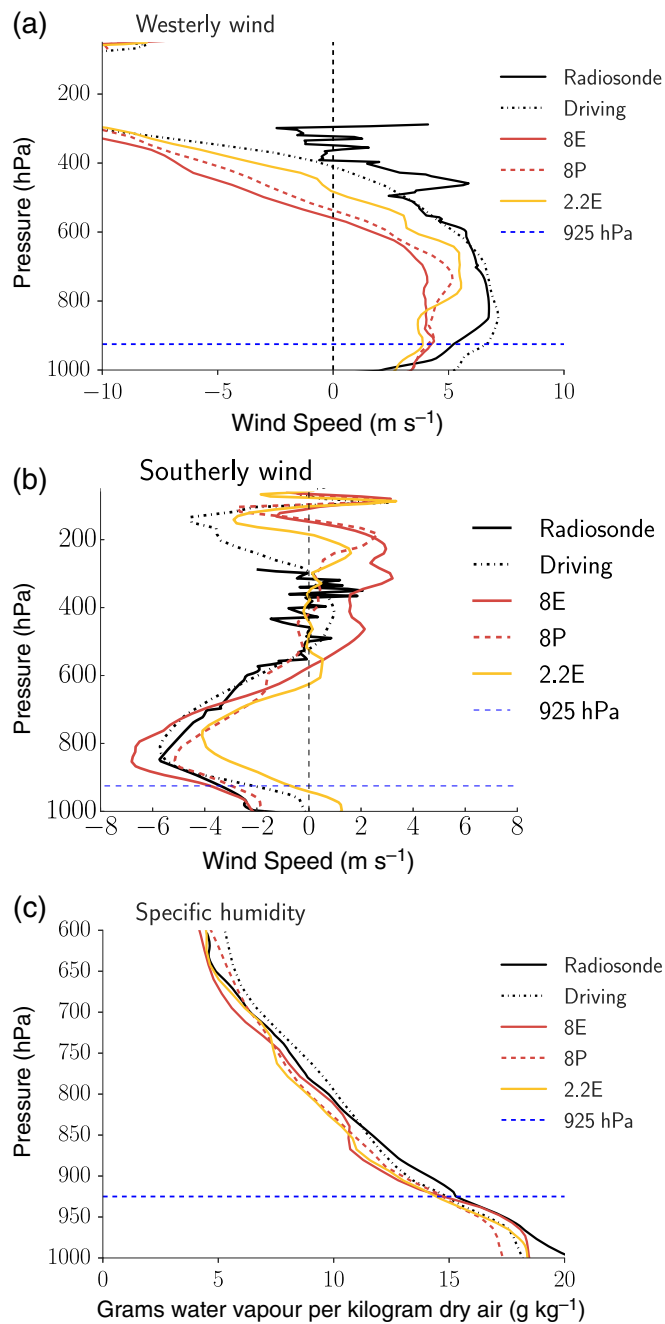 (a)
Westerly wind
Pressure (hPa)
200
400
600
800
1000
−10
−5
0
5
10
Wind Speed (m s⁻¹)
Radiosonde
Driving
8E
8P
2.2E
925 hPa
(b)
Southerly wind
Pressure (hPa)
200
400
600
800
1000
−8
−6
−4
−2
0
2
4
6
8
Wind Speed (m s⁻¹)
Radiosonde
Driving
8E
8P
2.2E
925 hPa
(c)
Specific humidity
Pressure (hPa)
600
650
700
750
800
850
900
950
1000
0
5
10
15
20
Grams water vapour per kilogram dry air (g kg⁻¹)
Radiosonde
Driving
8E
8P
2.2E
925 hPa